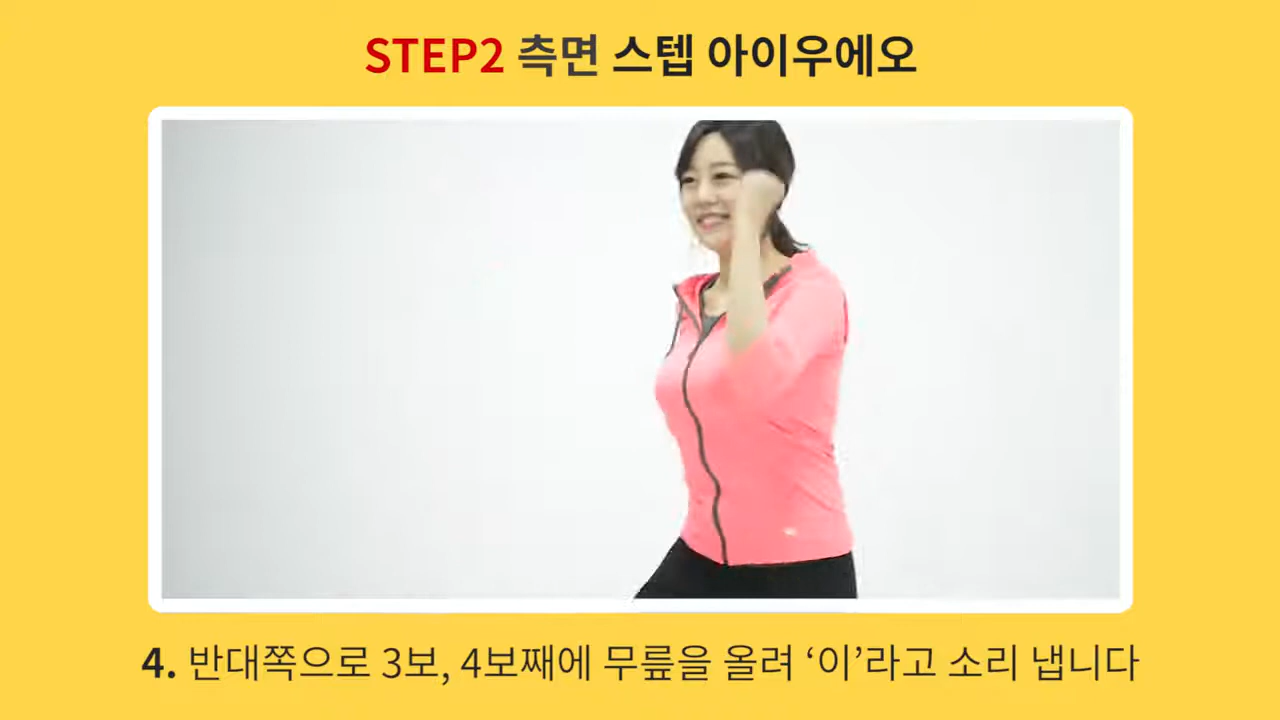 STEP2 측면 스텝 아이우에오
4. 반대쪽으로 3보, 4보째에 무릎을 올려 ‘이’라고 소리 냅니다